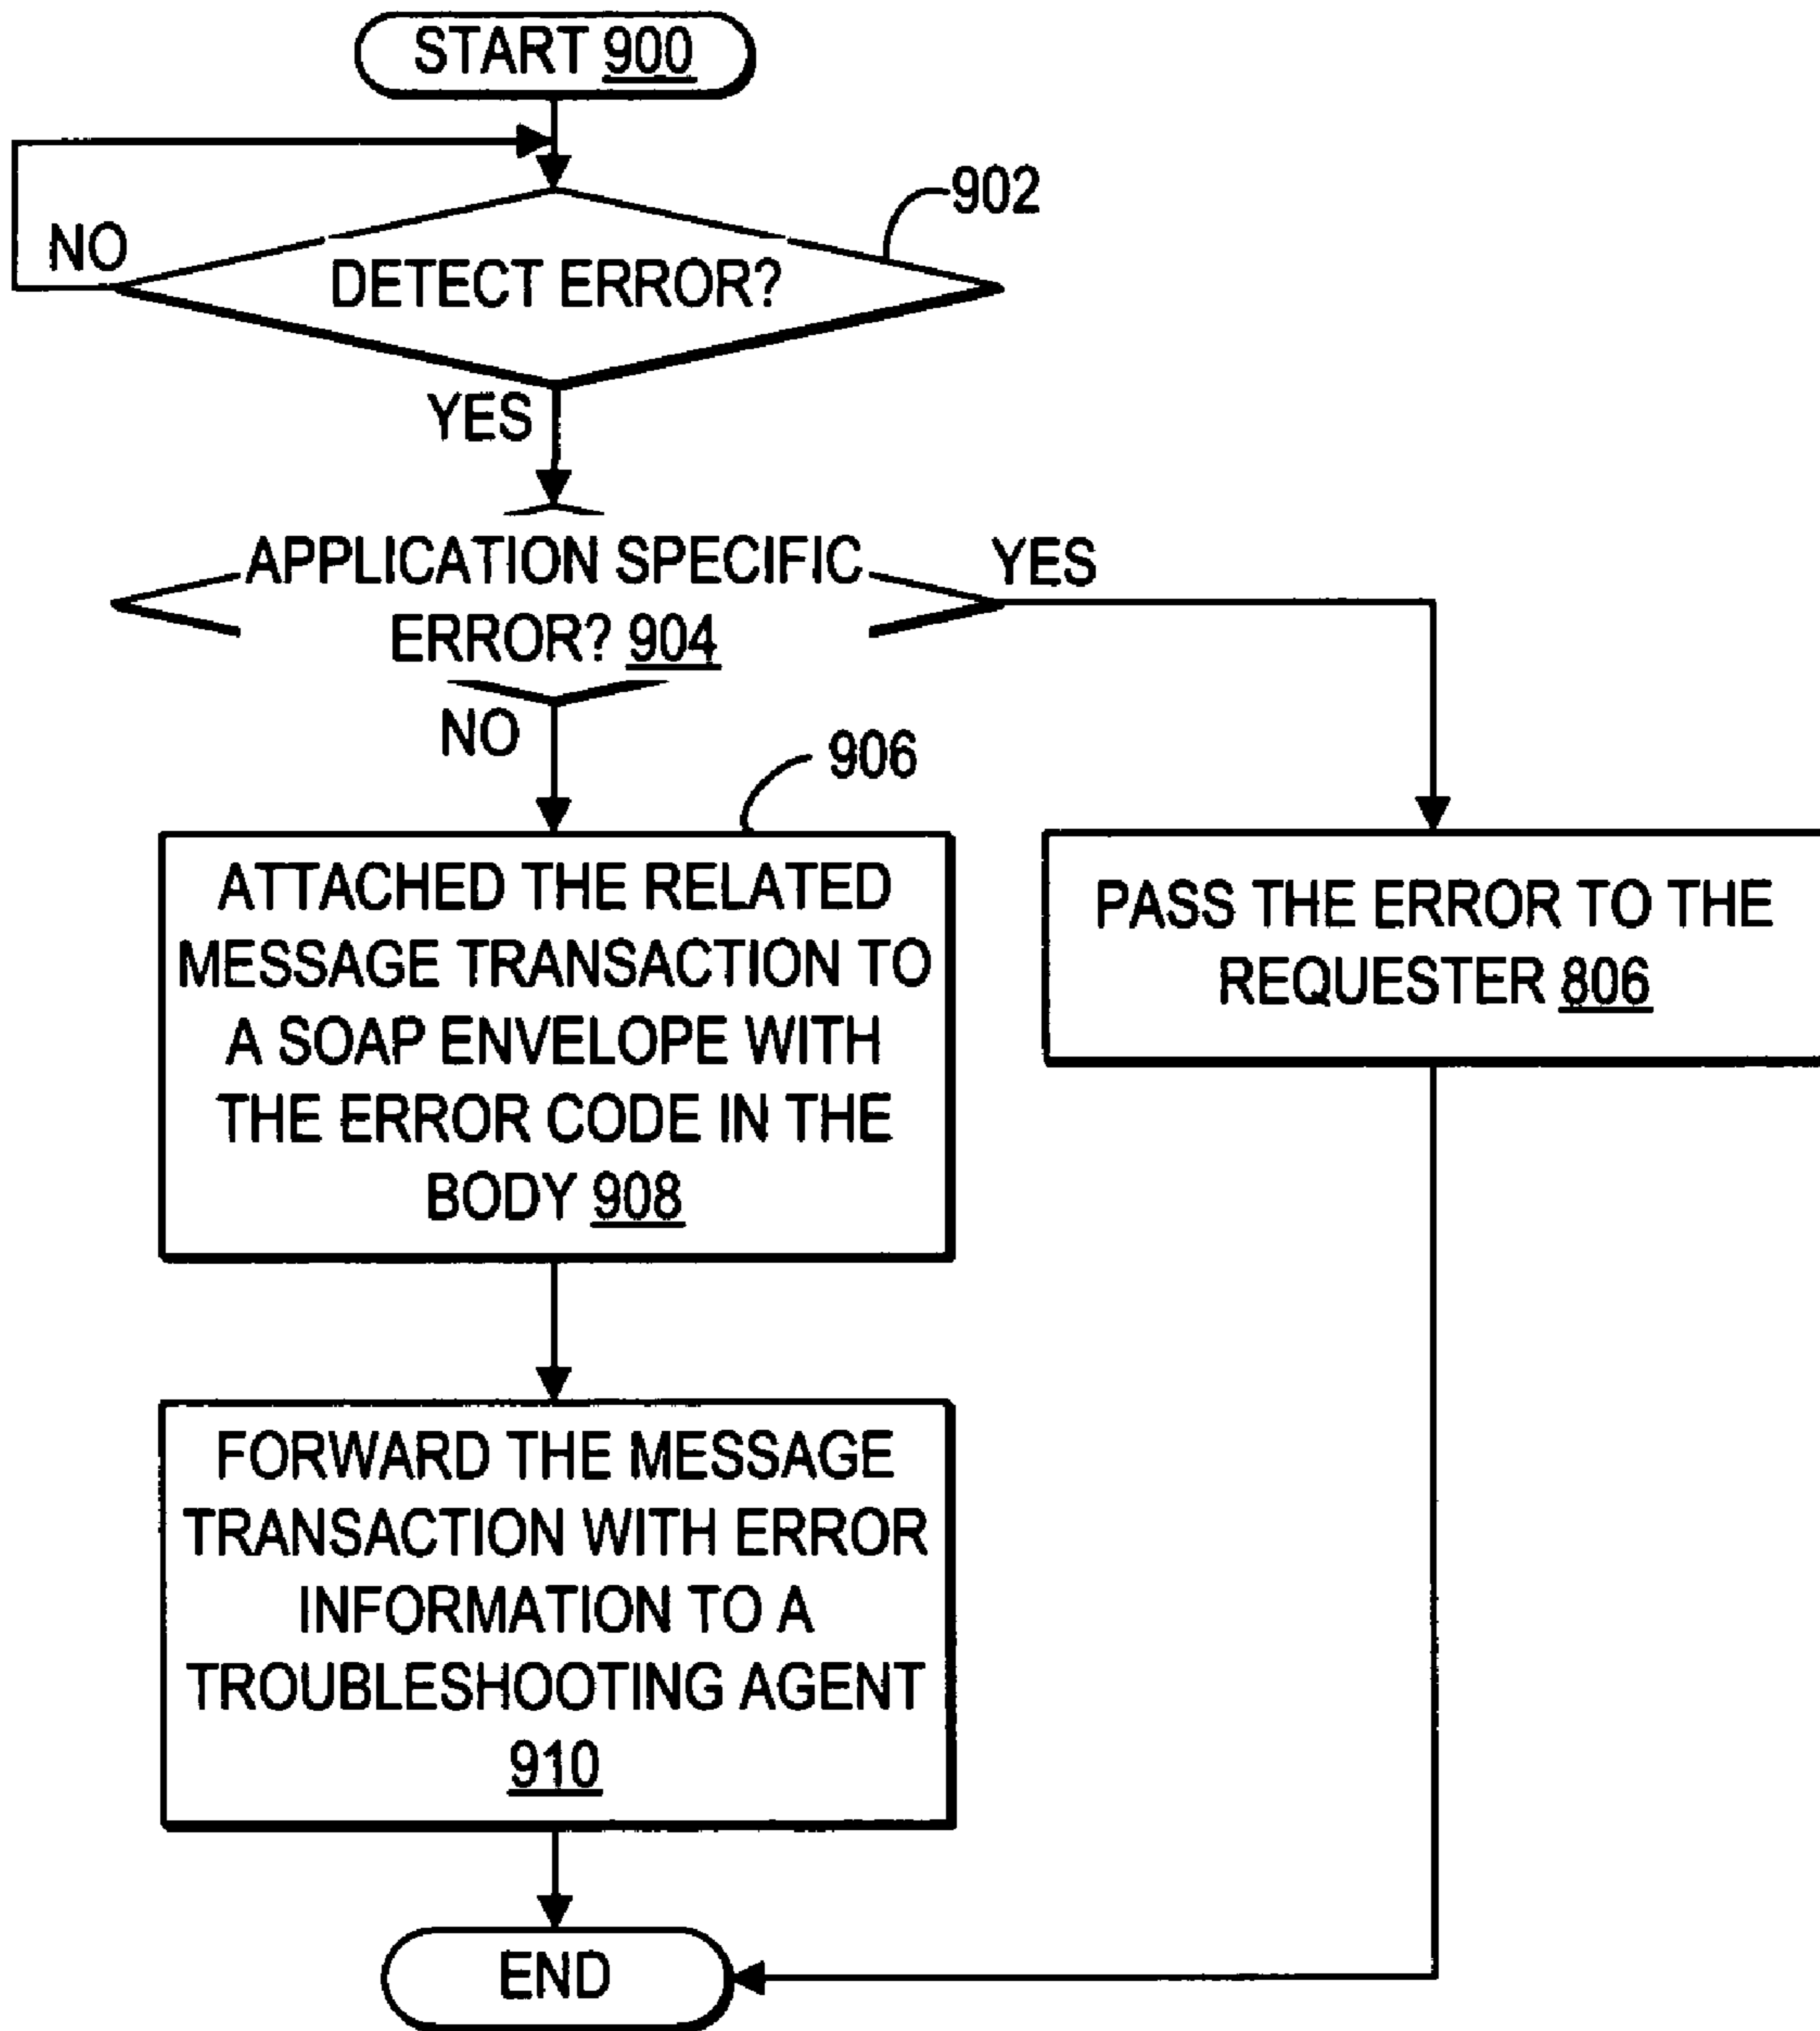 START 900
902
NO
DETECT ERROR?
YES
APPLICATION SPECIFIC
ERROR? 904
YES
NO
906
ATTACHED THE RELATED
MESSAGE TRANSACTION TO
A SOAP ENVELOPE WITH
THE ERROR CODE IN THE
BODY 908
PASS THE ERROR TO THE
REQUESTER 806
FORWARD THE MESSAGE
TRANSACTION WITH ERROR
INFORMATION TO A
TROUBLESHOOTING AGENT
910
END